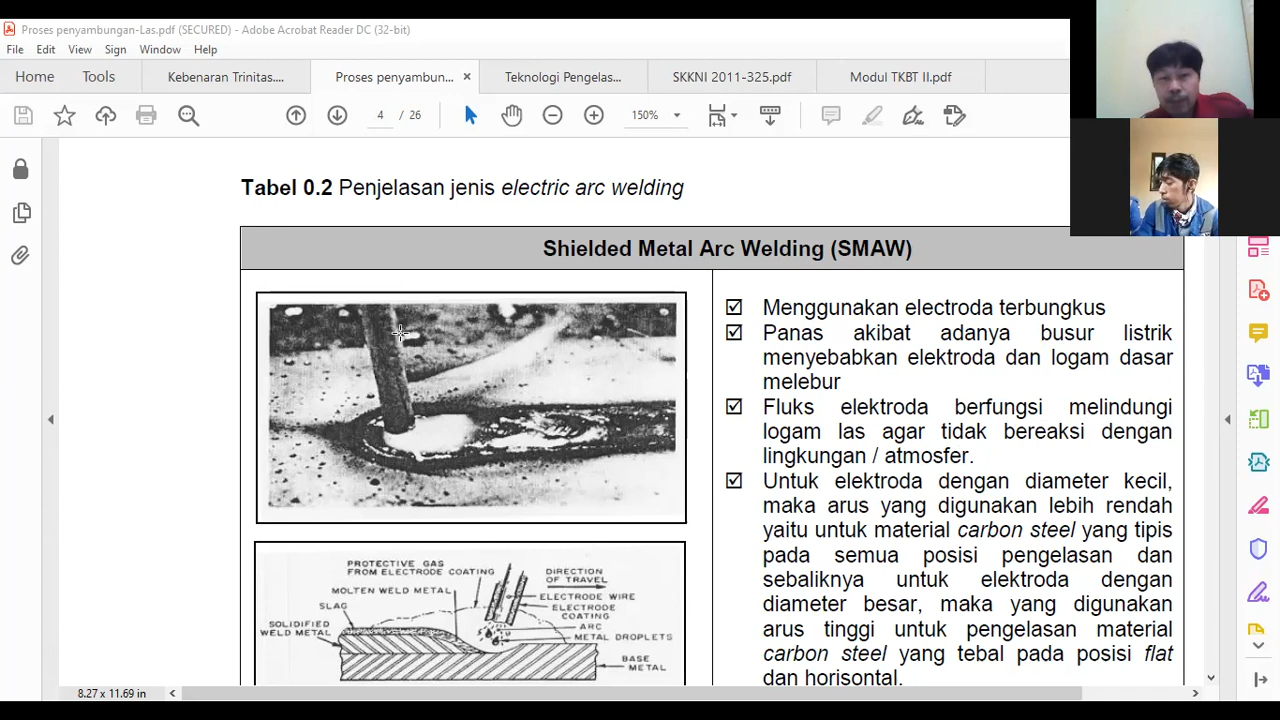 Proses penyambungan-Las.pdf (SECURED) - Adobe Acrobat Reader DC (32-bit)
File Edit View Sign Window Help
Home Tools Kebenaran Trinitas.... Proses penyambun... × Teknologi Pengelas... SKKNI 2011-325.pdf Modul TKBT II.pdf
4 / 26 150%
Tabel 0.2 Penjelasan jenis electric arc welding
Shielded Metal Arc Welding (SMAW)
Menggunakan electroda terbungkus
Panas akibat adanya busur listrik
menyebabkan elektroda dan logam dasar
melebur
Fluks elektroda berfungsi melindungi
logam las agar tidak bereaksi dengan
lingkungan / atmosfer.
Untuk elektroda dengan diameter kecil,
maka arus yang digunakan lebih rendah
yaitu untuk material carbon steel yang tipis
pada semua posisi pengelasan dan
sebaliknya untuk elektroda dengan
diameter besar, maka yang digunakan
arus tinggi untuk pengelasan material
carbon steel yang tebal pada posisi flat
dan horisontal.
PROTECTIVE GAS
FROM ELECTRODE COATING
DIRECTION
OF TRAVEL
MOLTEN WELD METAL
ELECTRODE WIRE
SLAG
ELECTRODE
COATING
SOLIDIFIED
WELD METAL
ARC
METAL DROPLETS
BASE
METAL
8.27 x 11.69 in